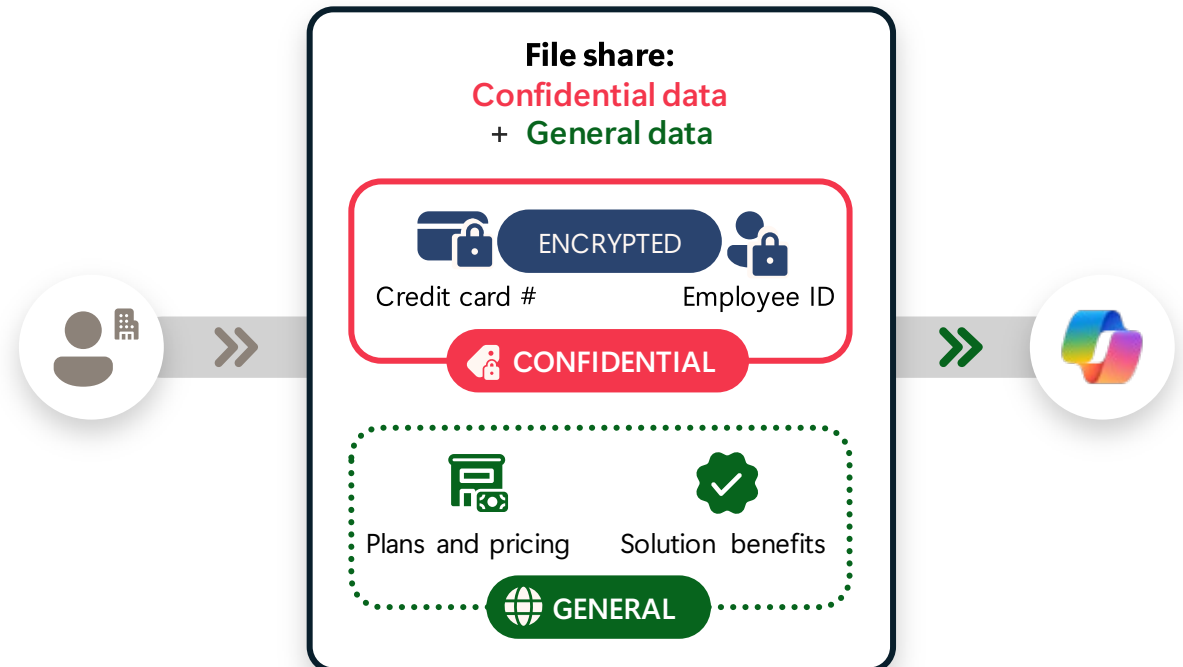 File share:
Confidential data
+ General data
ENCRYPTED
Credit card #
Employee ID
CONFIDENTIAL
Plans and pricing
Solution benefits
GENERAL